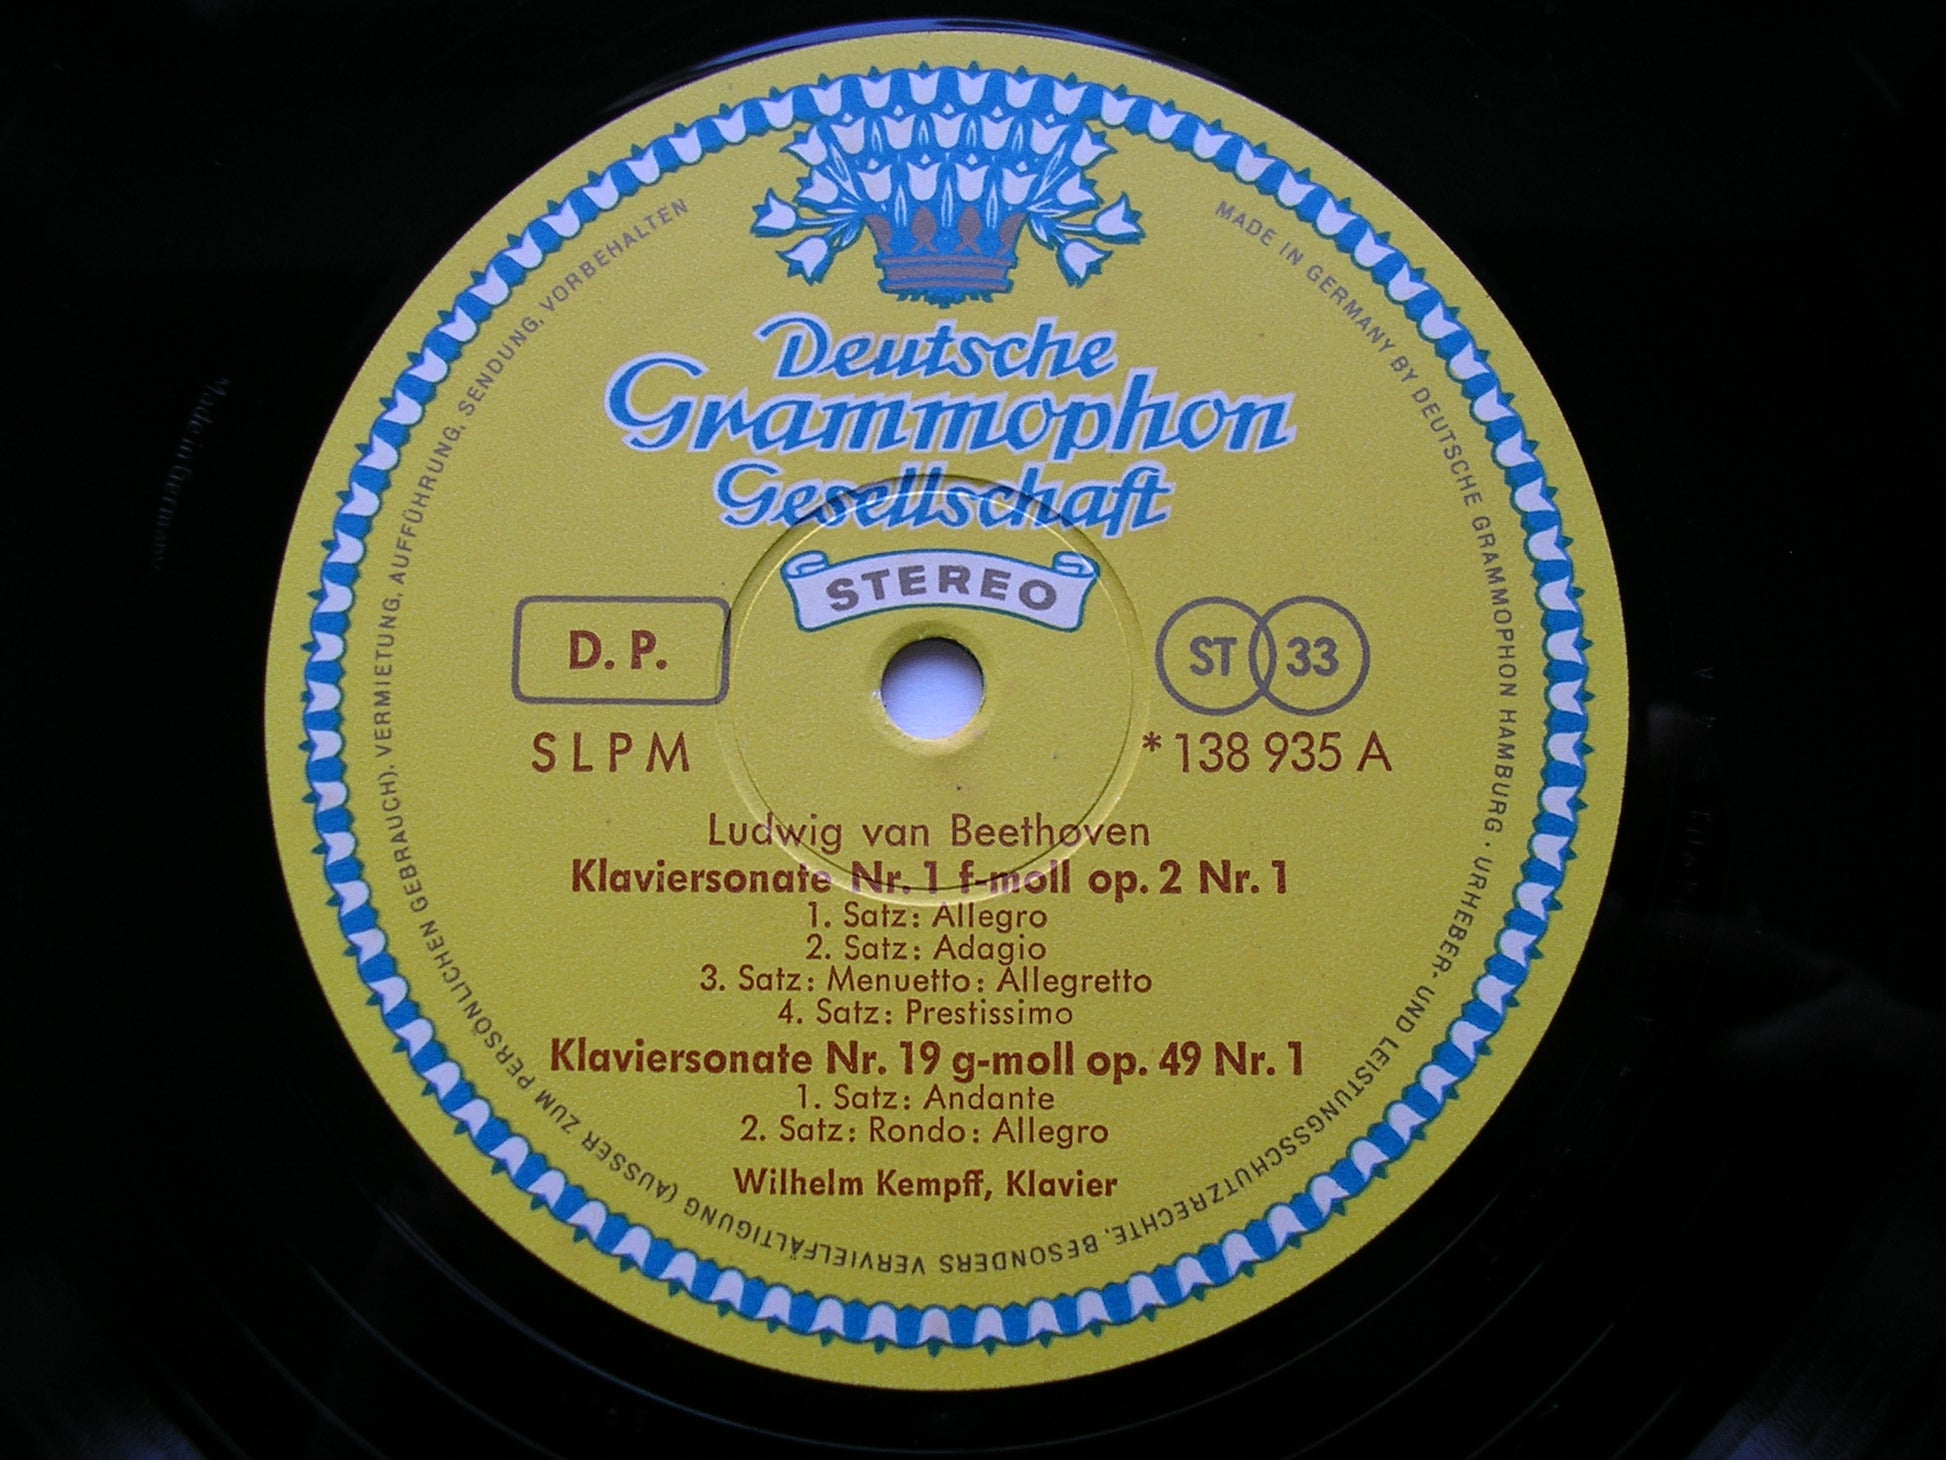 Deutsche
Grammophon
Gesellschaft
STEREO
D. P.
ST 33
SLPM
*138 935 A
Ludwig van Beethoven
Klaviersonate Nr. 1 f-moll op. 2 Nr. 1
1. Satz: Allegro
2. Satz: Adagio
3. Satz: Menuetto: Allegretto
4. Satz: Prestissimo
Klaviersonate Nr. 19 g-moll op. 49 Nr. 1
1. Satz: Andante
2. Satz: Rondo: Allegro
Wilhelm Kempff, Klavier
MADE IN GERMANY BY DEUTSCHE GRAMMOPHON HAMBURG · URHEBER- UND LEISTUNGSSCHUTZRECHTE, BESONDERS VERVIELFÄLTIGUNG (AUSSER ZUM PERSÖNLICHEN GEBRAUCH), VERMIETUNG, AUFFÜHRUNG, SENDUNG, VORBEHALTEN
Made in Germany